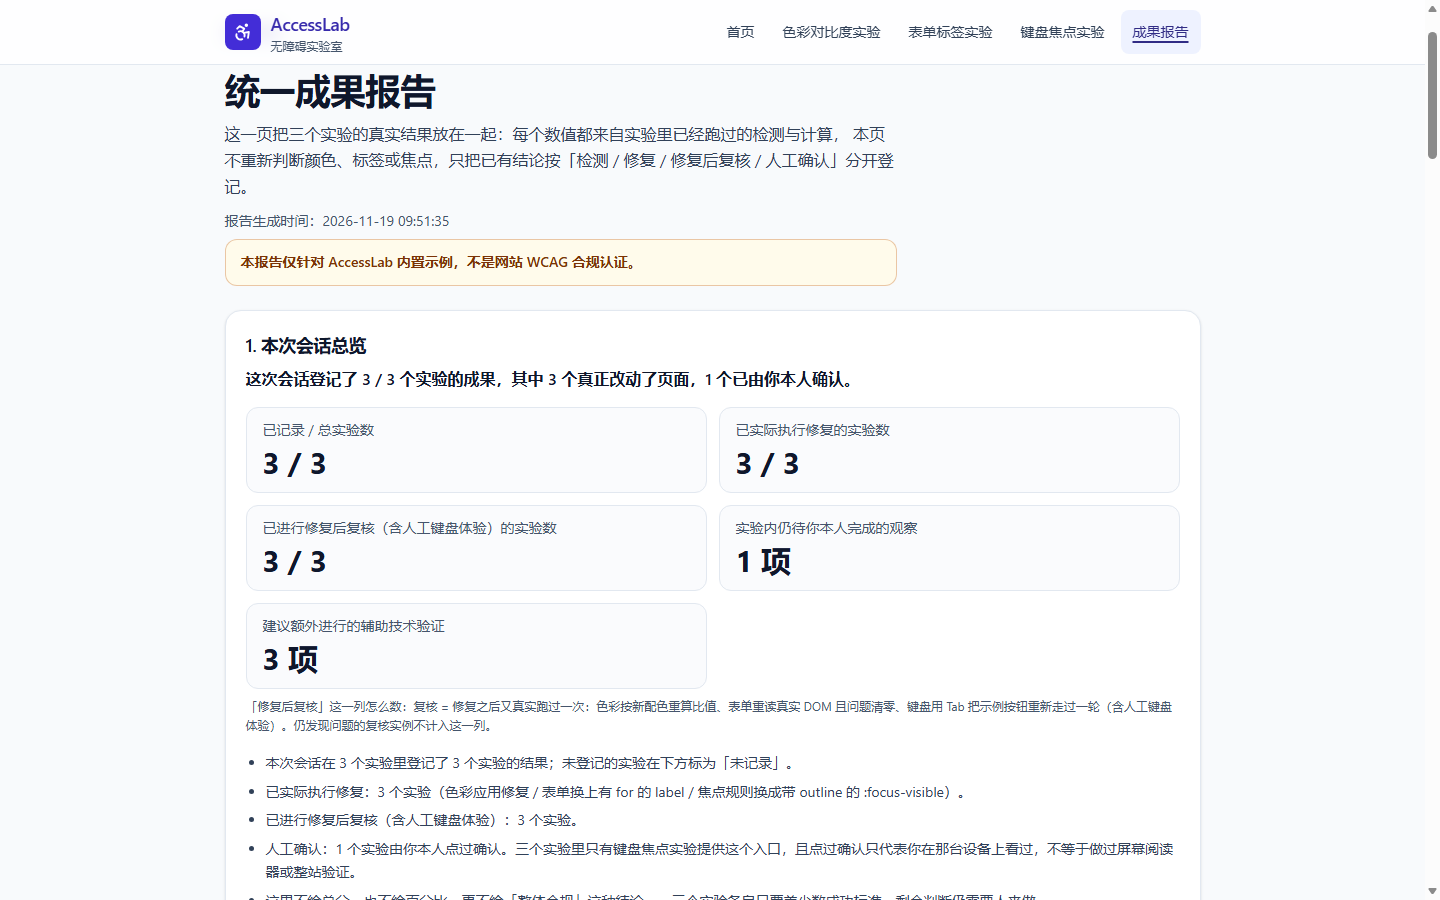 AccessLab
无障碍实验室
首页
色彩对比度实验
表单标签实验
键盘焦点实验
成果报告
统一成果报告
这一页把三个实验的真实结果放在一起：每个数值都来自实验里已经跑过的检测与计算， 本页
不重新判断颜色、标签或焦点，只把已有结论按「检测 / 修复 / 修复后复核 / 人工确认」分开登
记。
报告生成时间：2026-11-19 09:51:35
本报告仅针对 AccessLab 内置示例，不是网站 WCAG 合规认证。
1. 本次会话总览
这次会话登记了 3 / 3 个实验的成果，其中 3 个真正改动了页面，1 个已由你本人确认。
已记录 / 总实验数
3 / 3
已实际执行修复的实验数
3 / 3
已进行修复后复核（含人工键盘体验）的实验数
3 / 3
实验内仍待你本人完成的观察
1 项
建议额外进行的辅助技术验证
3 项
「修复后复核」这一列怎么数：复核 = 修复之后又真实跑过一次：色彩按新配色重算比值、表单重读真实 DOM 且问题清零、键盘用 Tab 把示例按钮重新走过一轮（含人工键盘
体验）。仍发现问题的复核实例不计入这一列。
本次会话在 3 个实验里登记了 3 个实验的结果；未登记的实验在下方标为「未记录」。
已实际执行修复：3 个实验（色彩应用修复 / 表单换上有 for 的 label / 焦点规则换成带 outline 的 :focus-visible）。
已进行修复后复核（含人工键盘体验）：3 个实验。
人工确认：1 个实验由你本人点过确认。三个实验里只有键盘焦点实验提供这个入口，且点过确认只代表你在那台设备上看过，不等于做过屏幕阅读
器或整站验证。